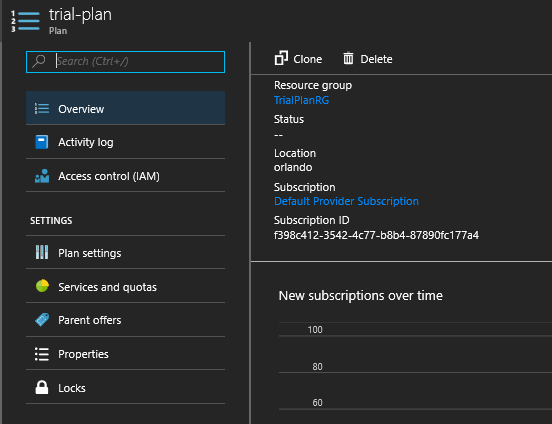 trial-plan
Plan
Search (Ctrl+/)
Overview
Activity log
Access control (IAM)
SETTINGS
Plan settings
Services and quotas
Parent offers
Properties
Locks
Clone
Delete
Resource group
TrialPlanRG
Status
--
Location
orlando
Subscription
Default Provider Subscription
Subscription ID
f398c412-3542-4c77-b8b4-87890fc177a4
New subscriptions over time
100
80
60